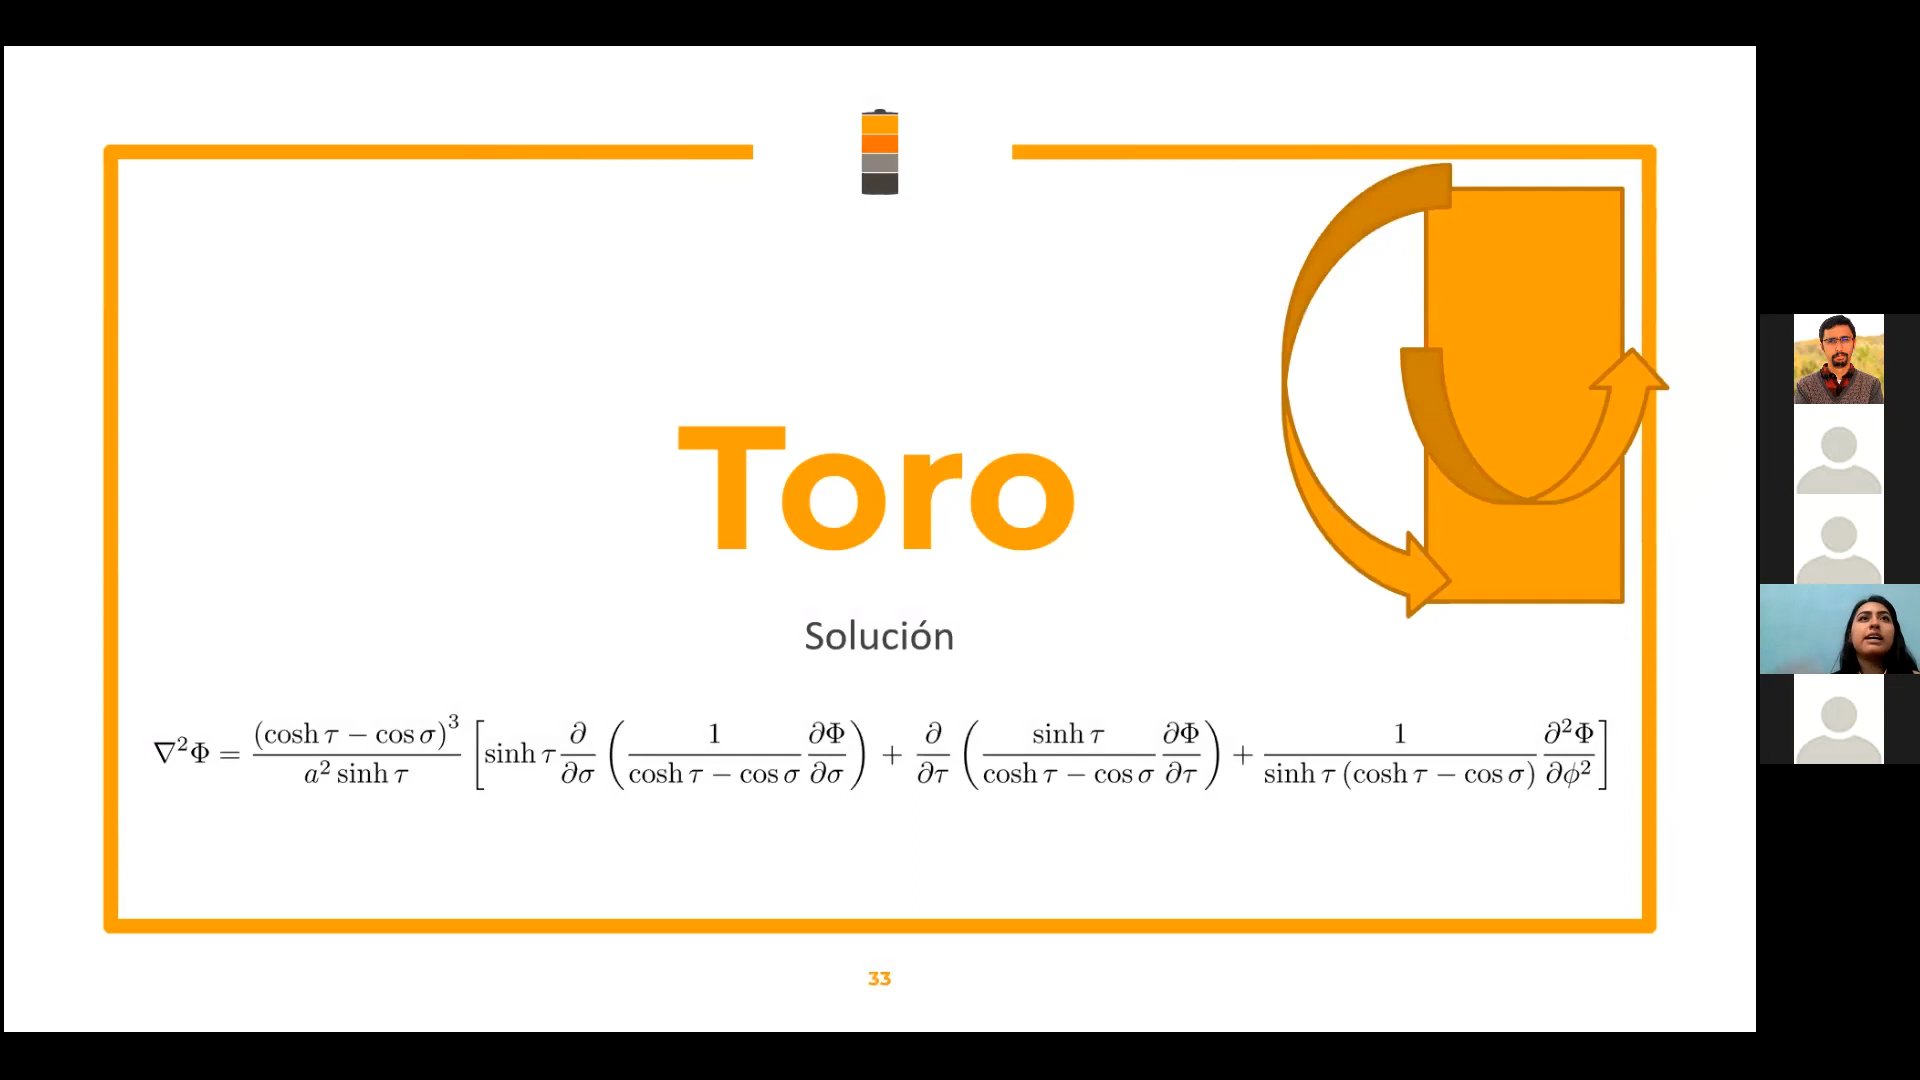 Toro
Solución
∇²Φ = (cosh τ − cos σ)³ / (a² sinh τ) [ sinh τ ∂/∂σ ( 1/(cosh τ − cos σ) ∂Φ/∂σ ) + ∂/∂τ ( sinh τ/(cosh τ − cos σ) ∂Φ/∂τ ) + 1/(sinh τ (cosh τ − cos σ)) ∂²Φ/∂ϕ² ]
33